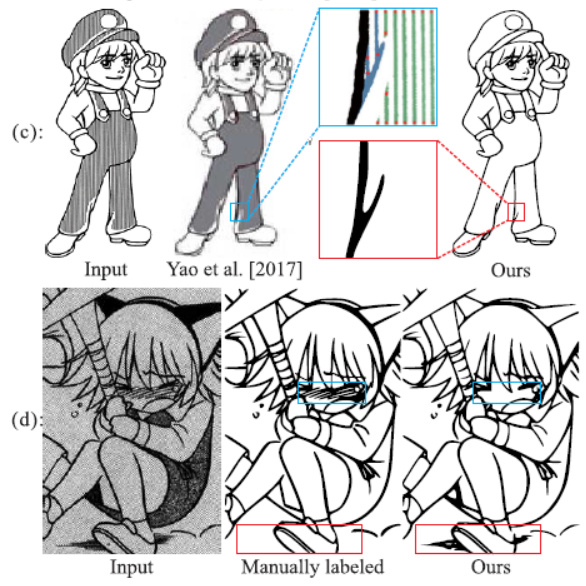 (c):
Input
Yao et al. [2017]
Ours
(d):
Input
Manually labeled
Ours